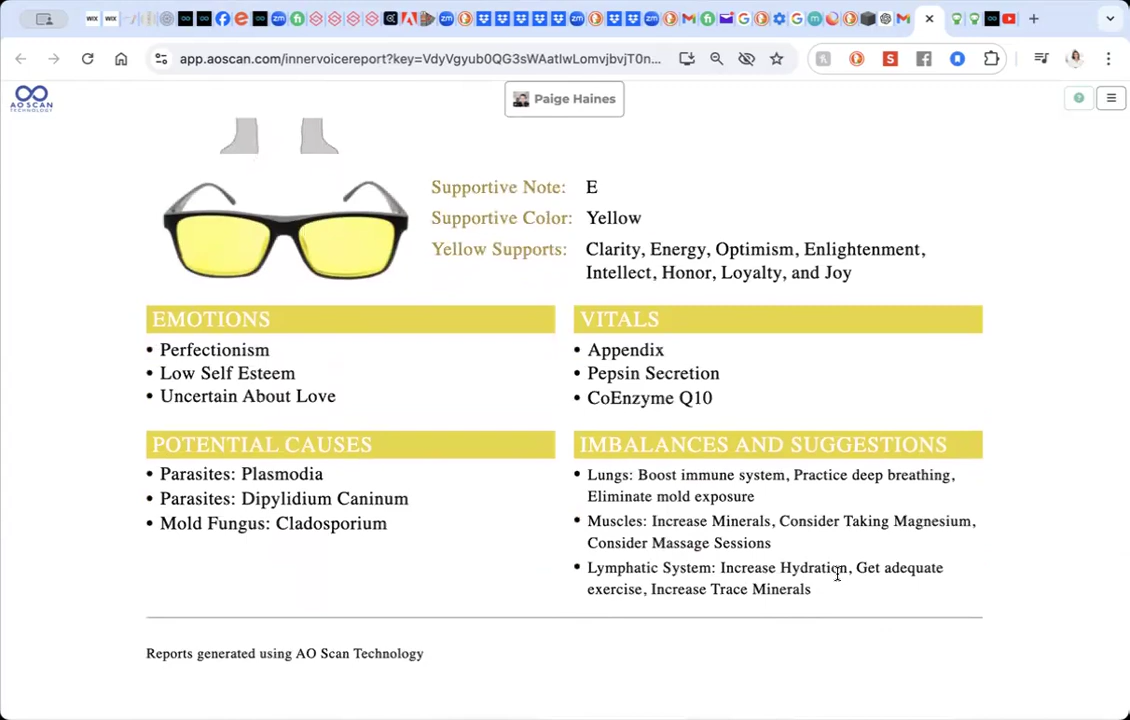 app.aoscan.com/innervoicereport?key=VdyVgyub0QG3sWAatIwLomvjbvjT0n...
AO SCAN
TECHNOLOGY
Paige Haines
Supportive Note: E
Supportive Color: Yellow
Yellow Supports: Clarity, Energy, Optimism, Enlightenment,
Intellect, Honor, Loyalty, and Joy
EMOTIONS
• Perfectionism
• Low Self Esteem
• Uncertain About Love
VITALS
• Appendix
• Pepsin Secretion
• CoEnzyme Q10
POTENTIAL CAUSES
• Parasites: Plasmodia
• Parasites: Dipylidium Caninum
• Mold Fungus: Cladosporium
IMBALANCES AND SUGGESTIONS
• Lungs: Boost immune system, Practice deep breathing,
Eliminate mold exposure
• Muscles: Increase Minerals, Consider Taking Magnesium,
Consider Massage Sessions
• Lymphatic System: Increase Hydration, Get adequate
exercise, Increase Trace Minerals
Reports generated using AO Scan Technology